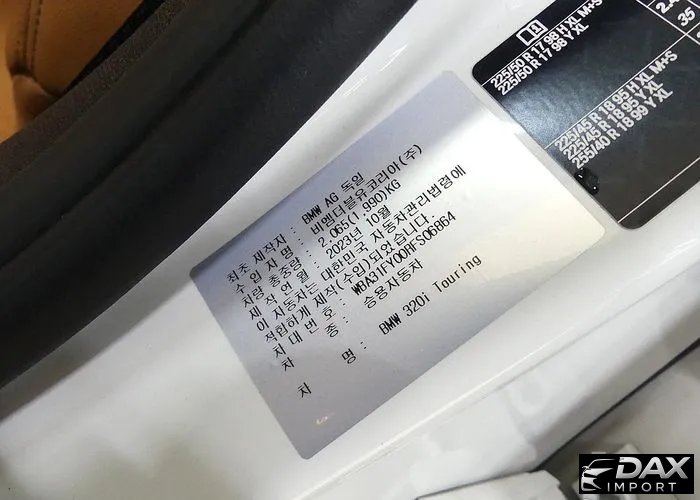 최초 제작자 : BMW AG 독일
수 입 자 명 : 비엠더블유코리아(주)
차량 총중량 : 2,065(1,990)KG
제 작 연 월 : 2023년 10월
이 자동차는 대한민국 자동차관리법령에
적합하게 제작(수입)되었습니다
차 대 번 호 : WBA31FY00RFS06864
차 종 : 승용자동차
차 명 : BMW 320i Touring
225/50 R 17 98 H XL M+S
225/50 R 17 98 Y XL
225/45 R 18 95 H XL M+S
225/45 R 18 95 Y XL
255/40 R 18 99 Y XL
2.4
35
DAX
IMPORT